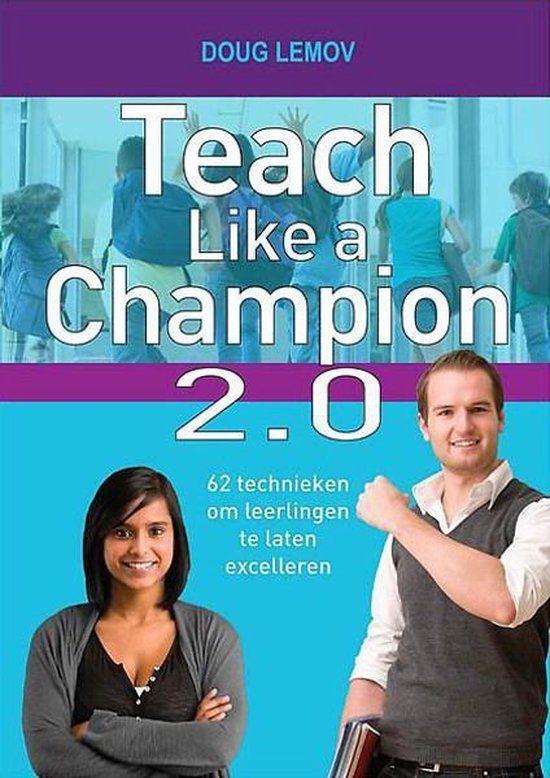 DOUG LEMOV
Teach
Like a
Champion
2.0
62 technieken
om leerlingen
te laten
excelleren